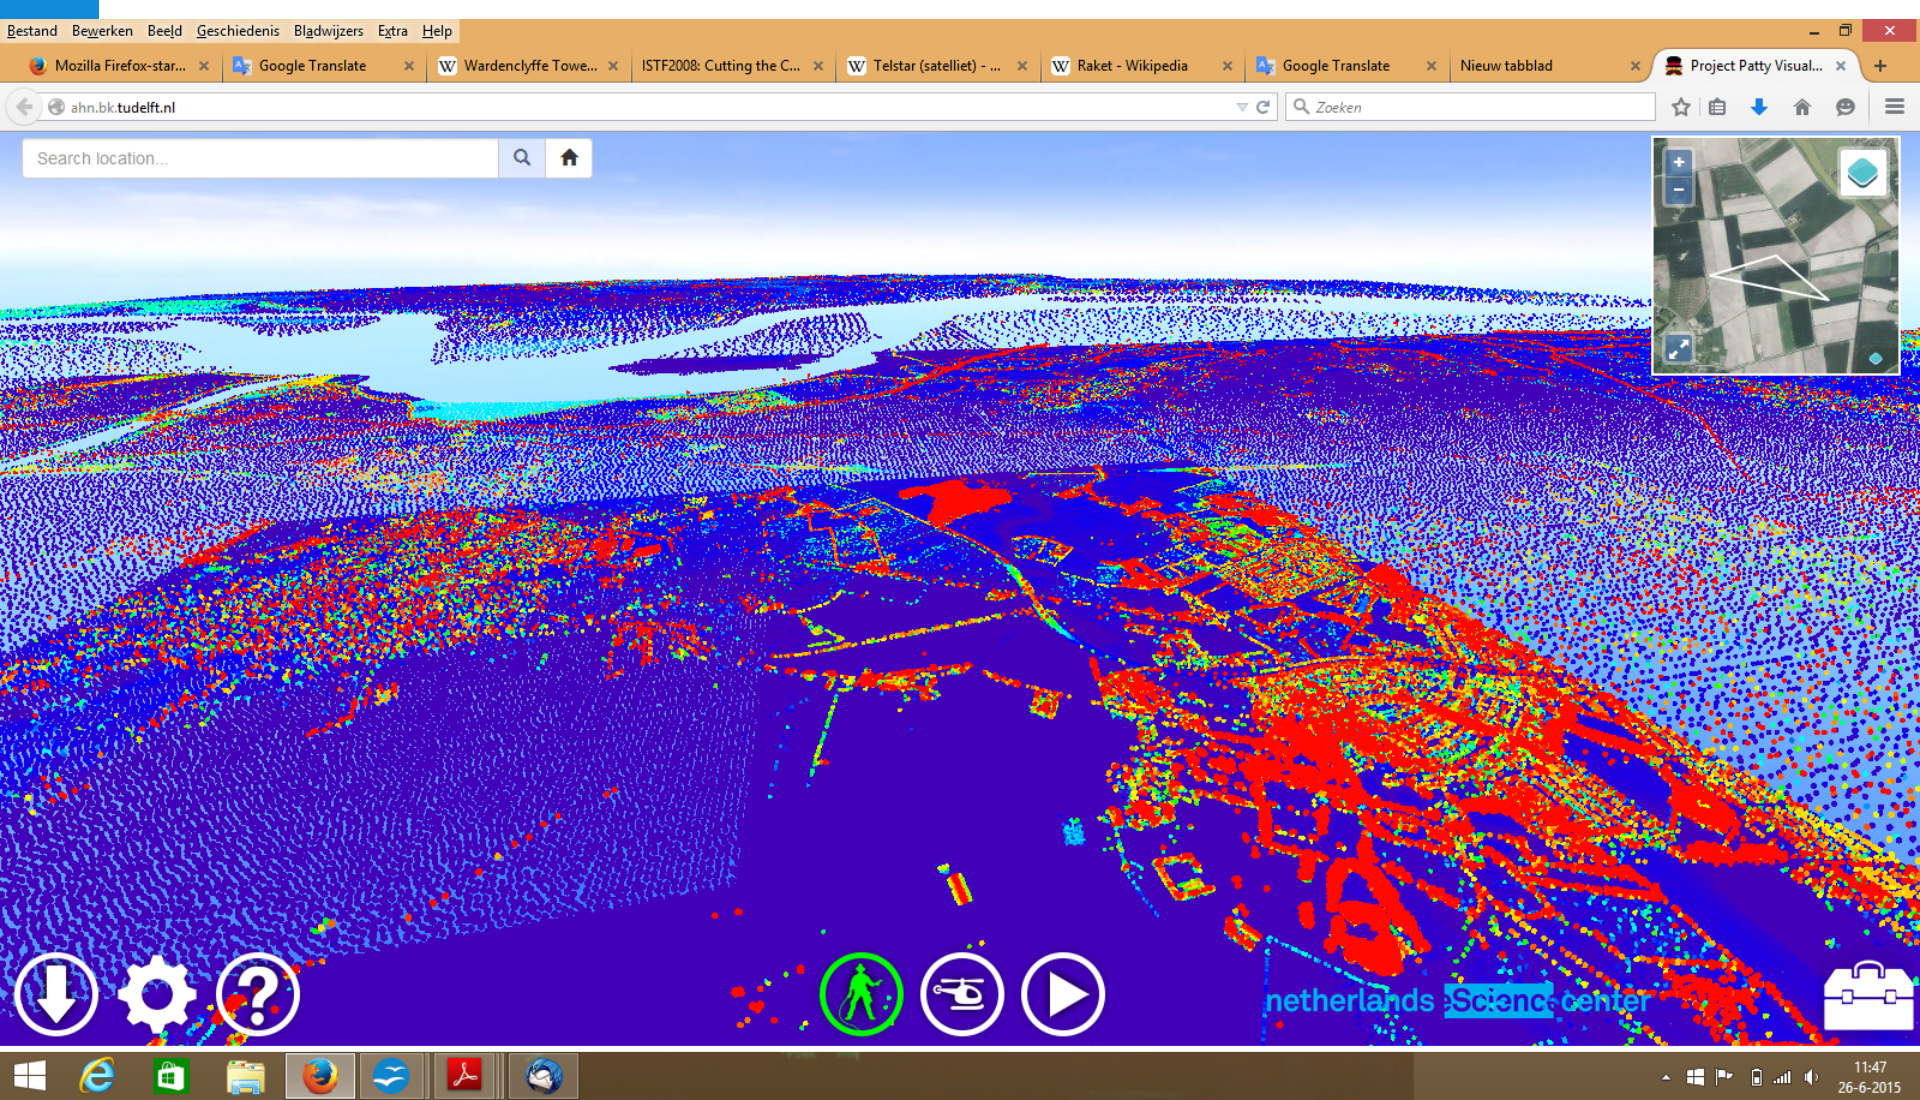 Bestand Bewerken Beeld Geschiedenis Bladwijzers Extra Help
Mozilla Firefox-star...
Google Translate
Wardenclyffe Towe...
ISTF2008: Cutting the C...
Telstar (satelliet) - ...
Raket - Wikipedia
Google Translate
Nieuw tabblad
Project Patty Visual...
ahn.bk.tudelft.nl
Zoeken
Search location...
netherlands eScience center
11:47
26-6-2015